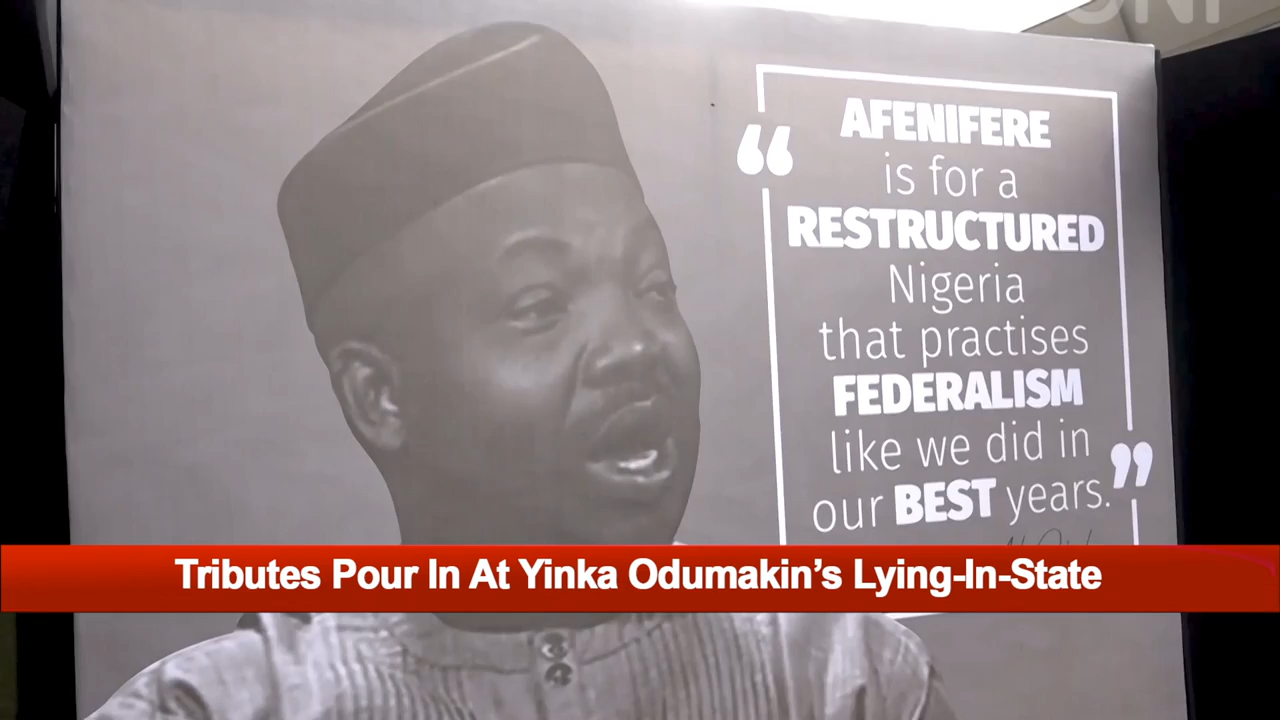 “
AFENIFERE
is for a
RESTRUCTURED
Nigeria
that practises
FEDERALISM
like we did in
our BEST years.
”
Tributes Pour In At Yinka Odumakin’s Lying-In-State